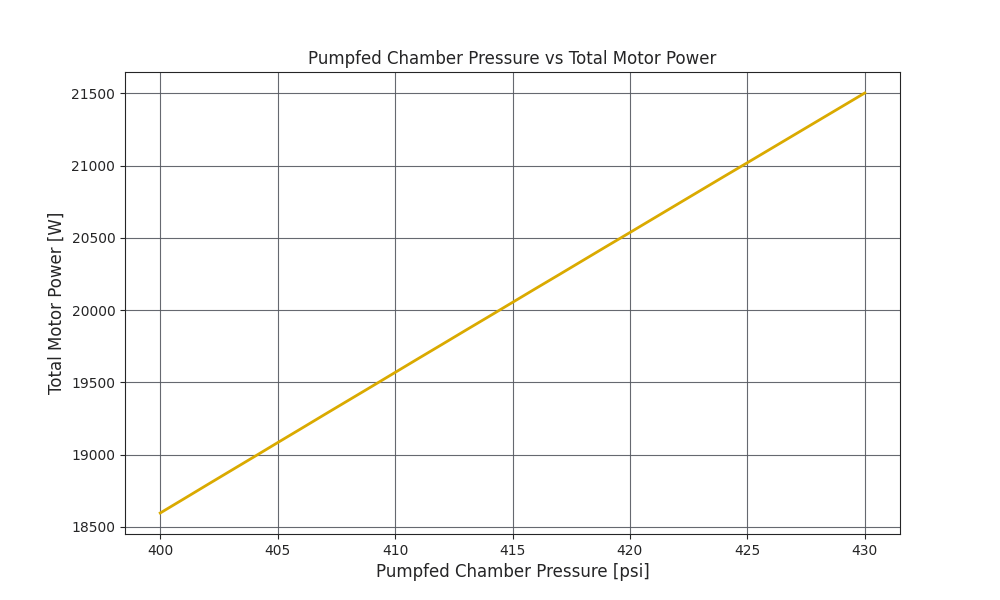 Pumpfed Chamber Pressure vs Total Motor Power
Total Motor Power [W]
21500
21000
20500
20000
19500
19000
18500
400 405 410 415 420 425 430
Pumpfed Chamber Pressure [psi]